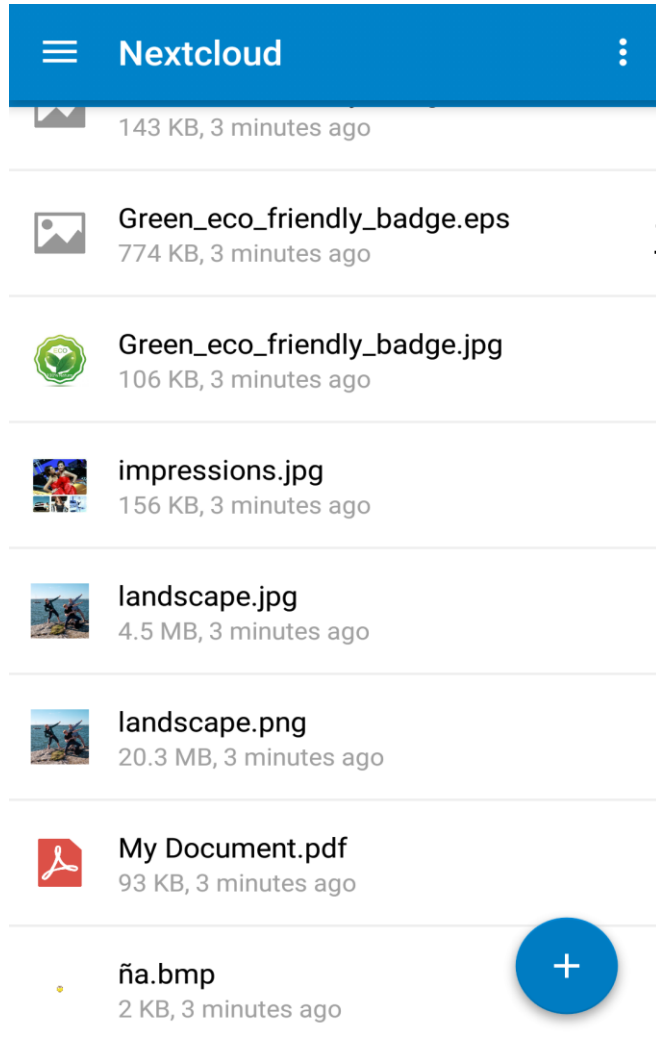 Nextcloud
143 KB, 3 minutes ago
Green_eco_friendly_badge.eps
774 KB, 3 minutes ago
Green_eco_friendly_badge.jpg
106 KB, 3 minutes ago
impressions.jpg
156 KB, 3 minutes ago
landscape.jpg
4.5 MB, 3 minutes ago
landscape.png
20.3 MB, 3 minutes ago
My Document.pdf
93 KB, 3 minutes ago
ña.bmp
2 KB, 3 minutes ago